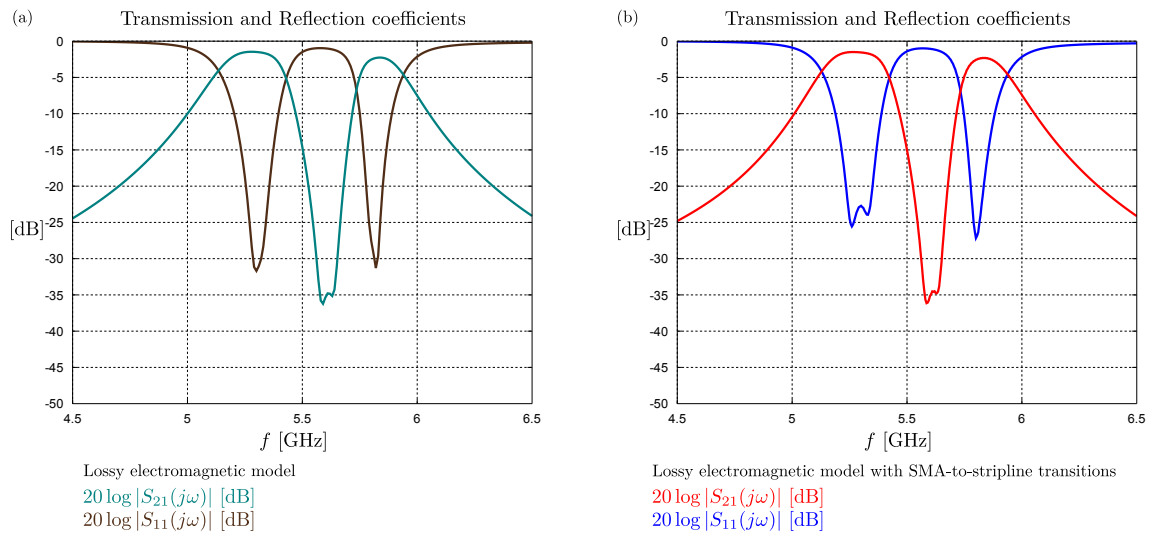 (a)
Transmission and Reflection coefficients
0
-5
-10
-15
-20
-25
-30
-35
-40
-45
-50
[dB]
4.5 5 5.5 6 6.5
f [GHz]
Lossy electromagnetic model
20 log |S21(jω)| [dB]
20 log |S11(jω)| [dB]
(b)
Transmission and Reflection coefficients
0
-5
-10
-15
-20
-25
-30
-35
-40
-45
-50
[dB]
4.5 5 5.5 6 6.5
f [GHz]
Lossy electromagnetic model with SMA-to-stripline transitions
20 log |S21(jω)| [dB]
20 log |S11(jω)| [dB]